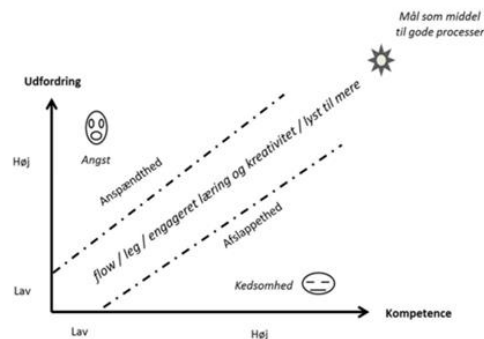 Mål som middel
til gode processer
Udfordring
Høj
Angst
Anspændthed
flow / leg / engageret læring og kreativitet / lyst til mere
Afslappethed
Kedsomhed
Lav
Kompetence
Lav
Høj